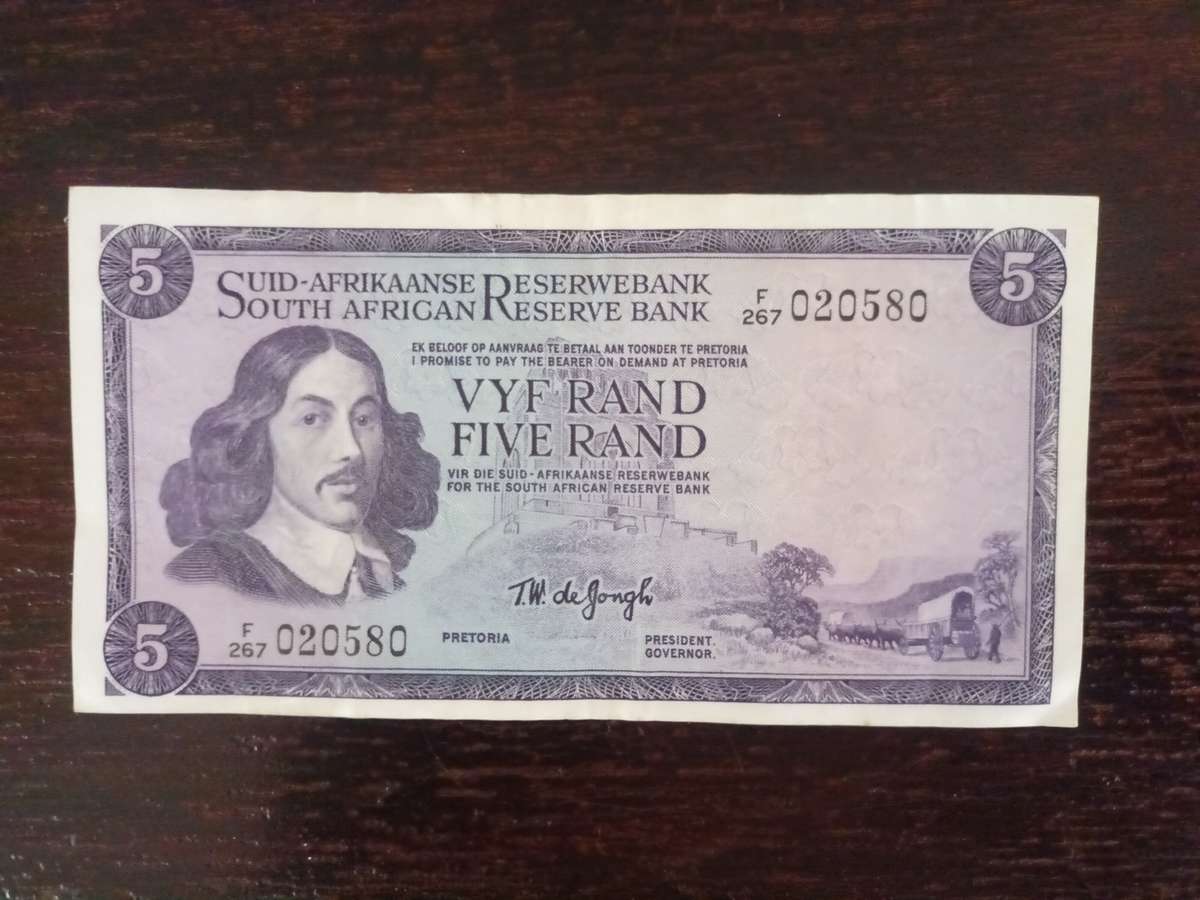 5
5
SUID-AFRIKAANSE RESERWEBANK
SOUTH AFRICAN RESERVE BANK
F
267 020580
EK BELOOF OP AANVRAAG TE BETAAL AAN TOONDER TE PRETORIA
I PROMISE TO PAY THE BEARER ON DEMAND AT PRETORIA
VYF RAND
FIVE RAND
VIR DIE SUID-AFRIKAANSE RESERWEBANK
FOR THE SOUTH AFRICAN RESERVE BANK
T.W. de Jongh
F
267 020580
PRETORIA
PRESIDENT.
GOVERNOR.
5